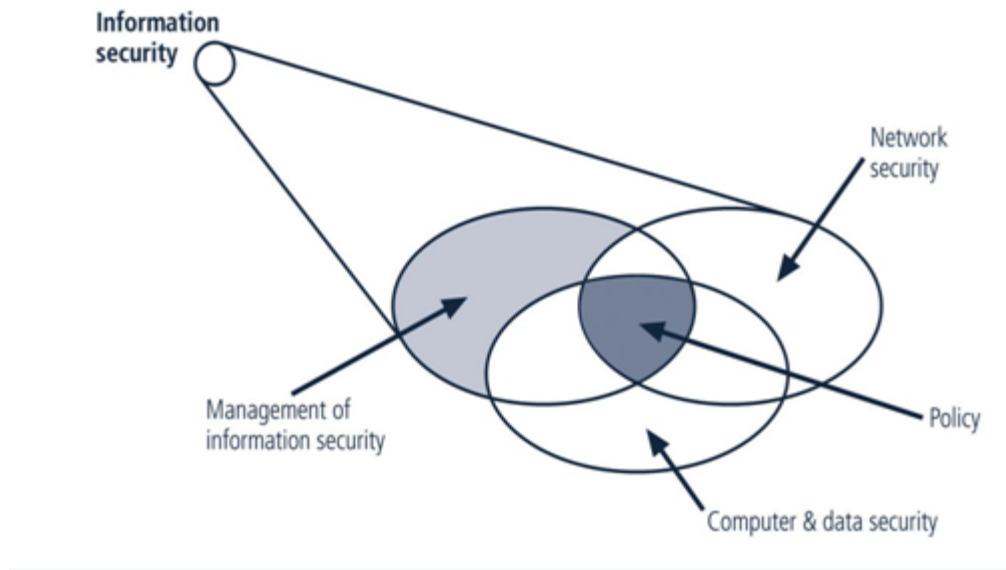 Information
security
Network
security
Management of
information security
Policy
Computer & data security